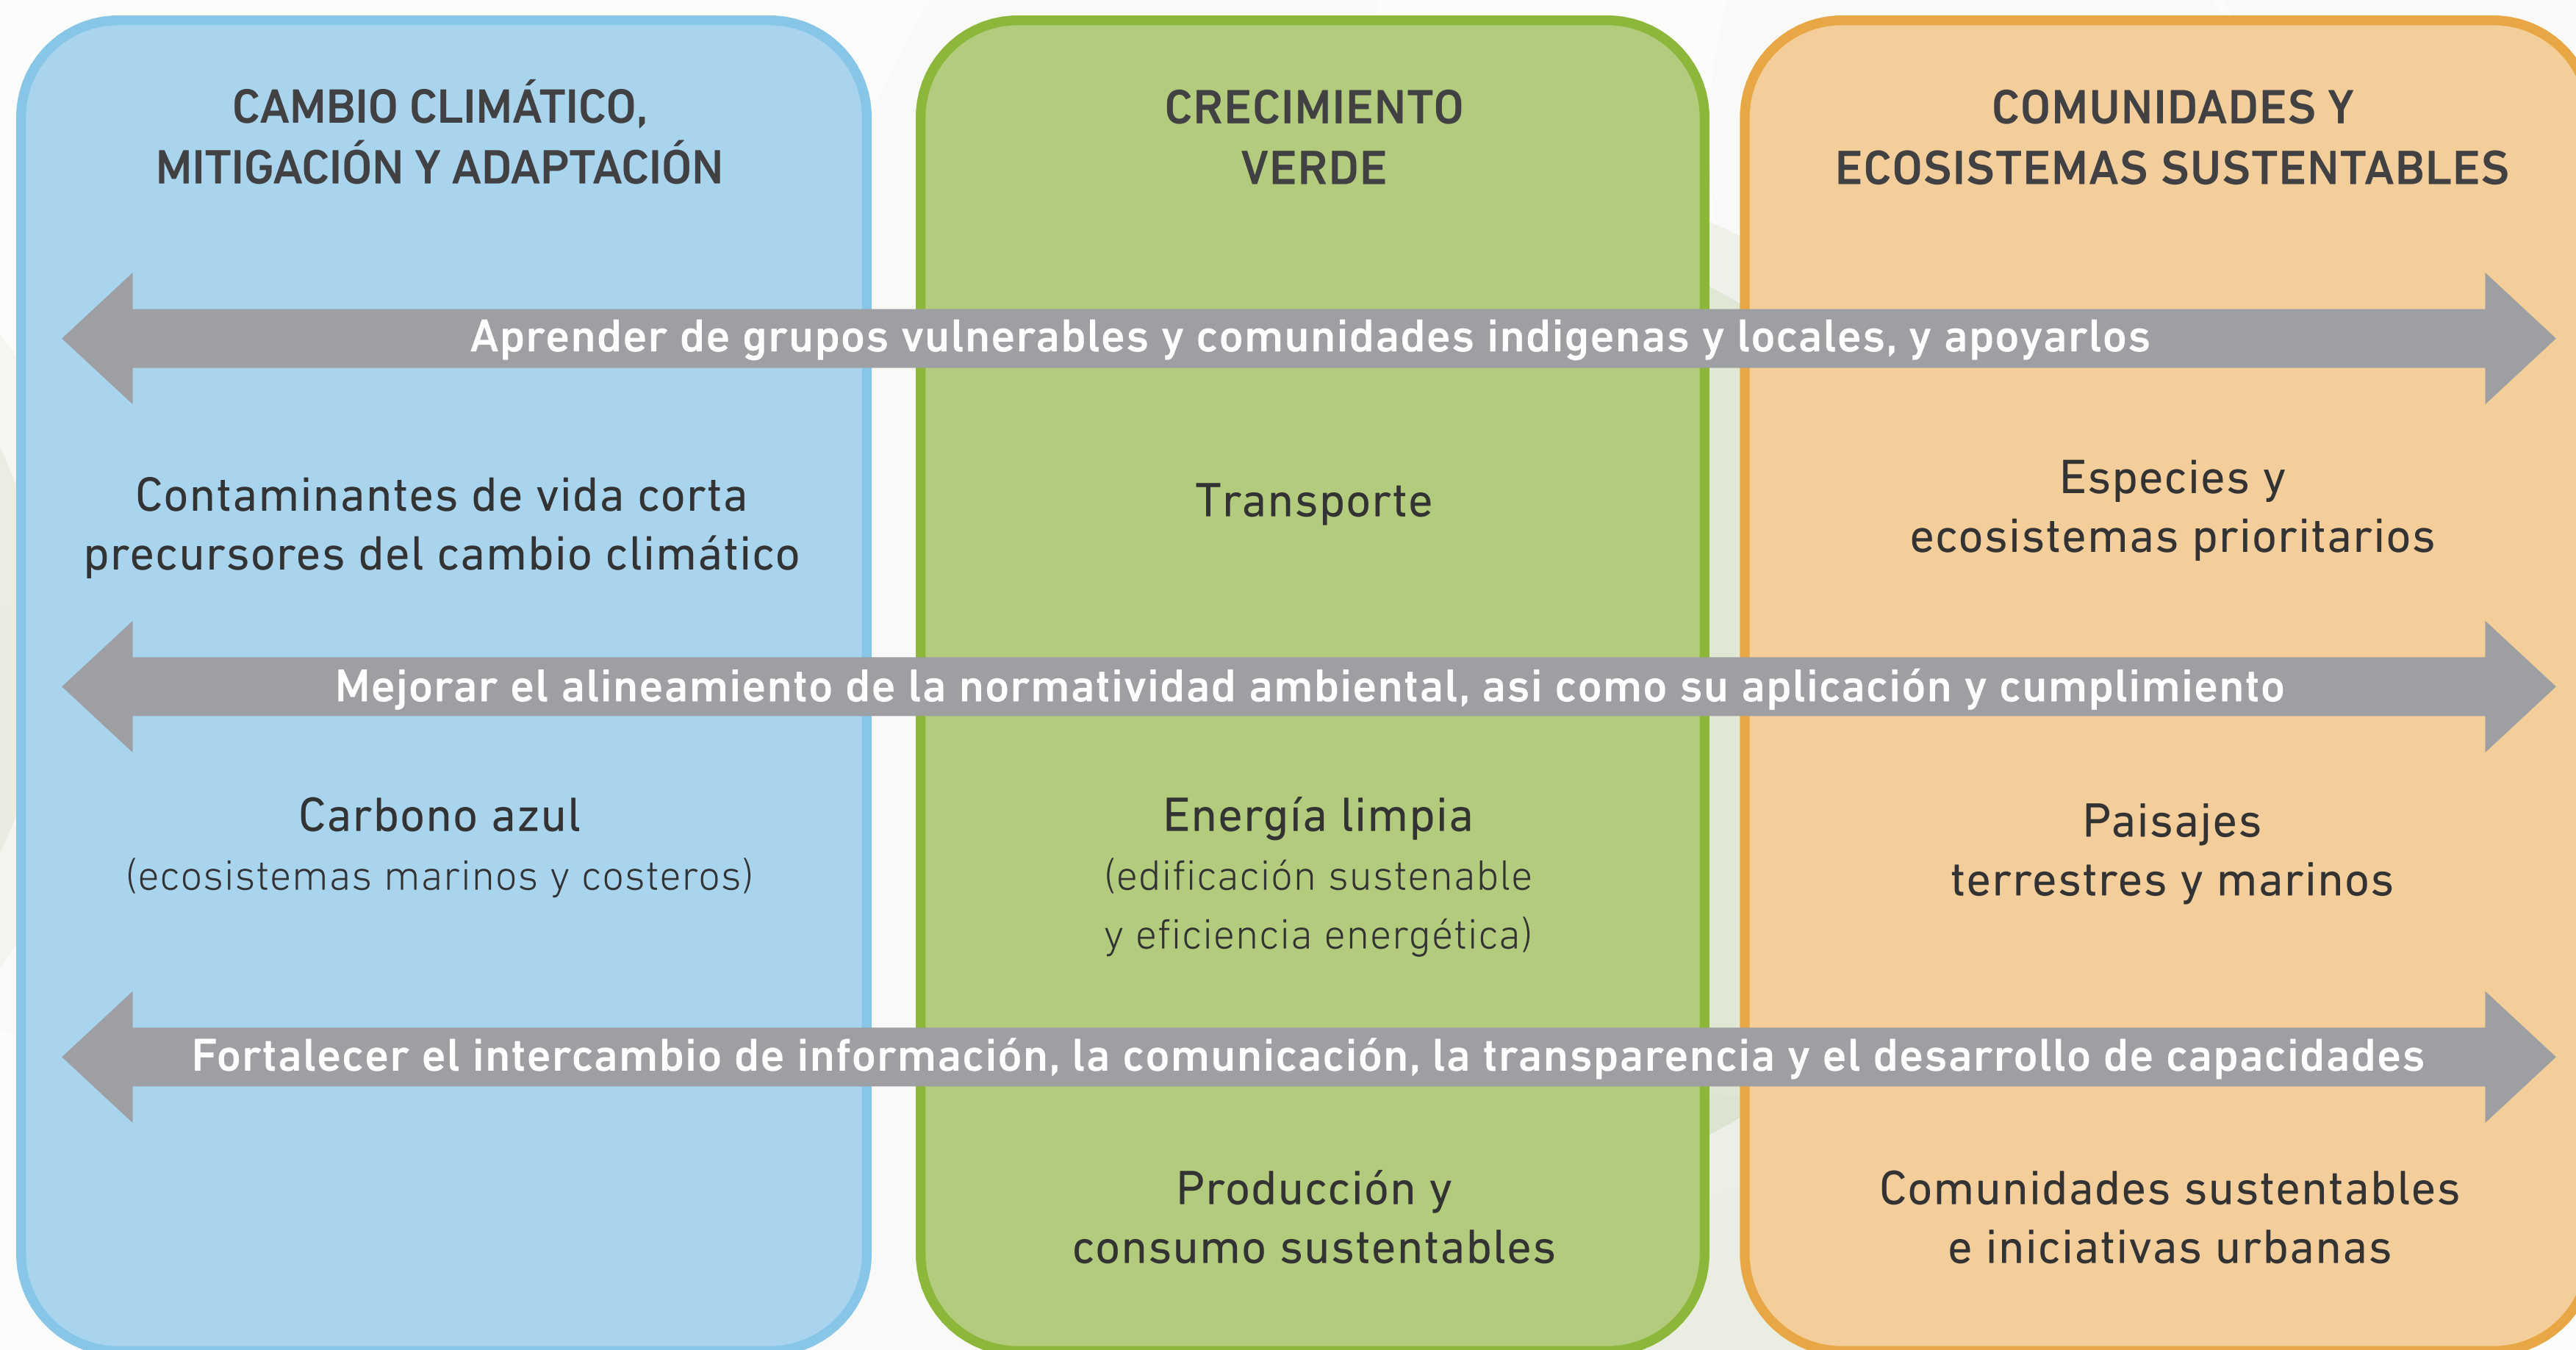 CAMBIO CLIMÁTICO,
MITIGACIÓN Y ADAPTACIÓN
CRECIMIENTO
VERDE
COMUNIDADES Y
ECOSISTEMAS SUSTENTABLES
Aprender de grupos vulnerables y comunidades indigenas y locales, y apoyarlos
Contaminantes de vida corta
precursores del cambio climático
Transporte
Especies y
ecosistemas prioritarios
Mejorar el alineamiento de la normatividad ambiental, asi como su aplicación y cumplimiento
Carbono azul
(ecosistemas marinos y costeros)
Energía limpia
(edificación sustenable
y eficiencia energética)
Paisajes
terrestres y marinos
Fortalecer el intercambio de información, la comunicación, la transparencia y el desarrollo de capacidades
Producción y
consumo sustentables
Comunidades sustentables
e iniciativas urbanas